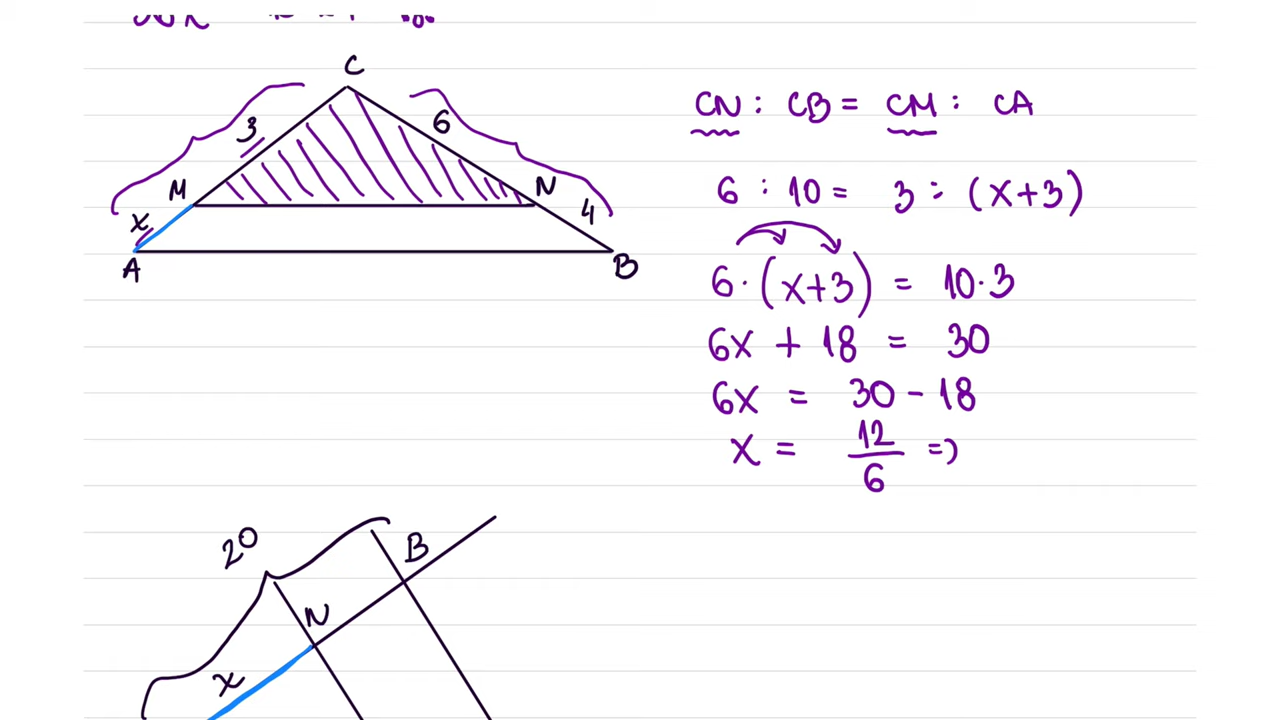 C
3
6
M
N
x
4
A
B
CN : CB = CM : CA
6 : 10 = 3 : (x+3)
6 · (x+3) = 10·3
6x + 18 = 30
6x = 30 - 18
x = 12/6 =>
20
B
N
x